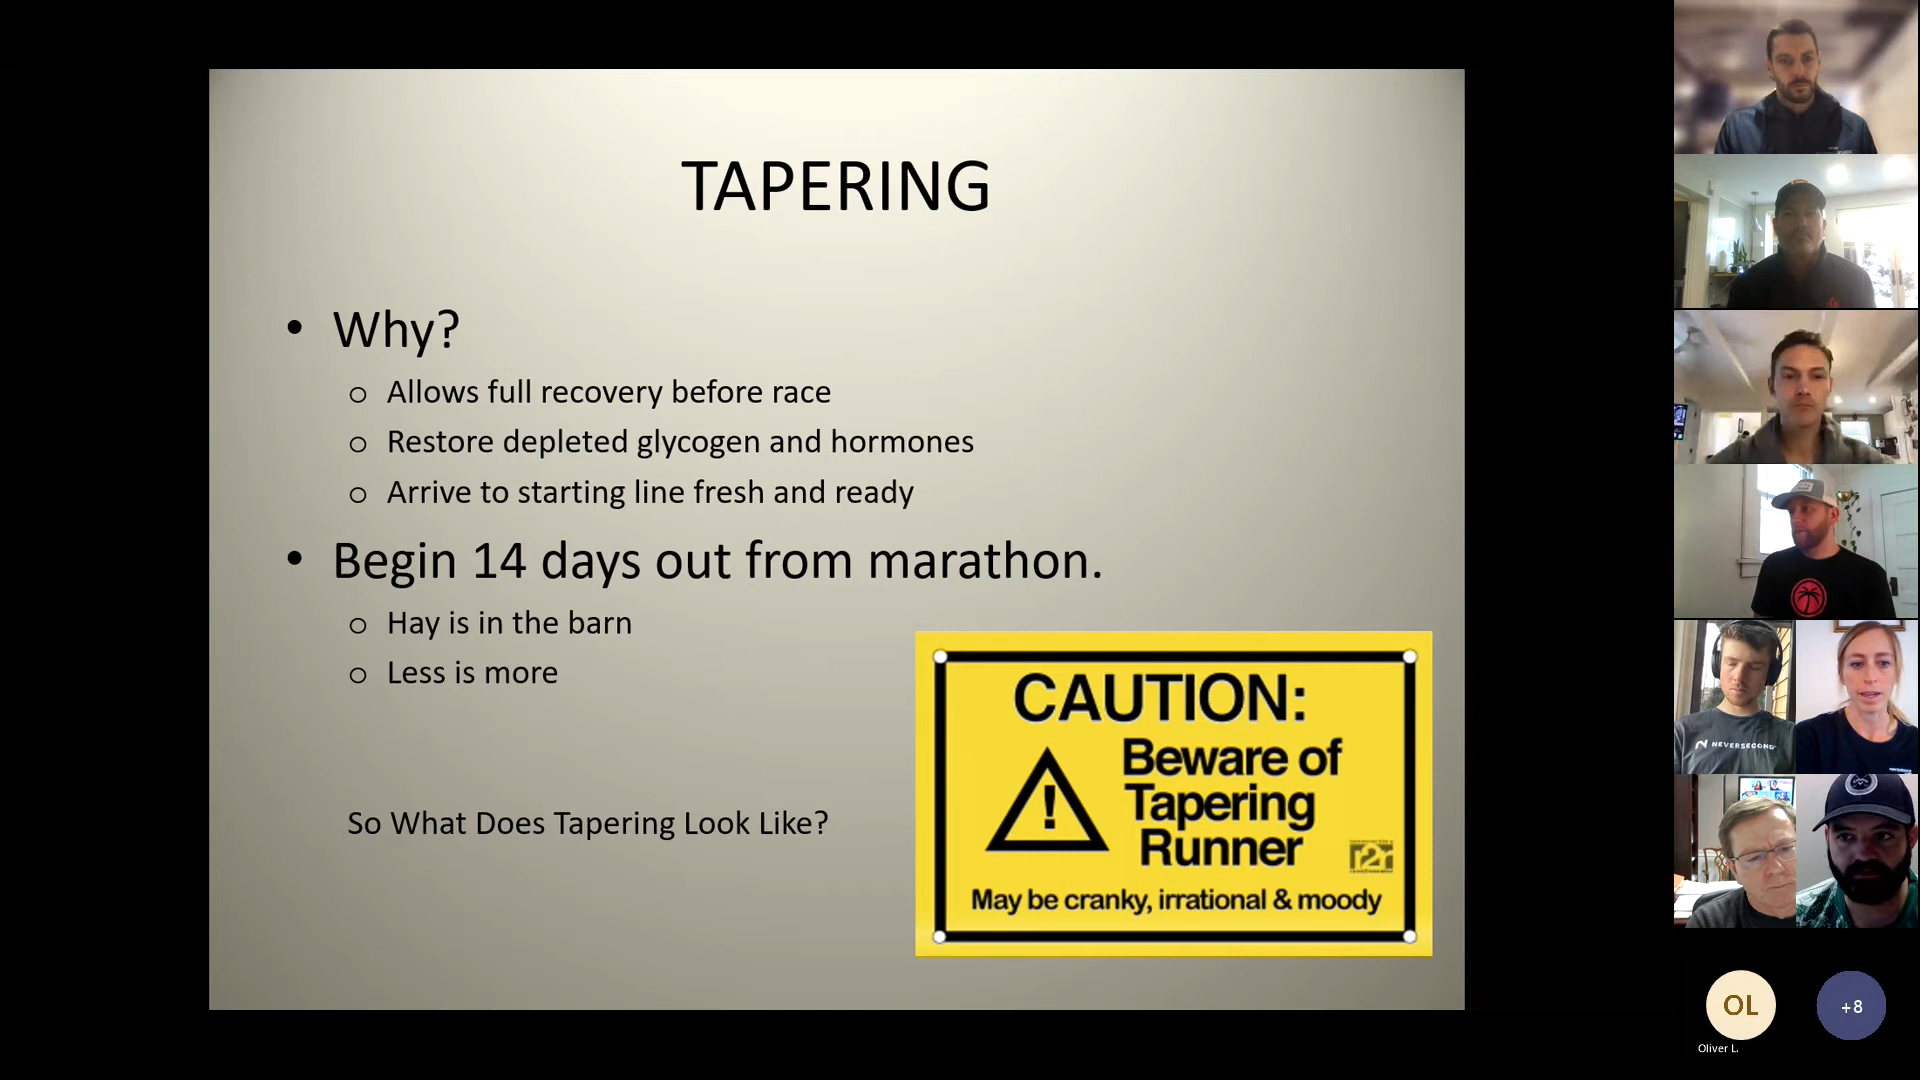 TAPERING
• Why?
o Allows full recovery before race
o Restore depleted glycogen and hormones
o Arrive to starting line fresh and ready
• Begin 14 days out from marathon.
o Hay is in the barn
o Less is more
So What Does Tapering Look Like?
CAUTION:
!
Beware of
Tapering
Runner
r2r
May be cranky, irrational & moody
NEVERSECOND
OL
+8
Oliver L.